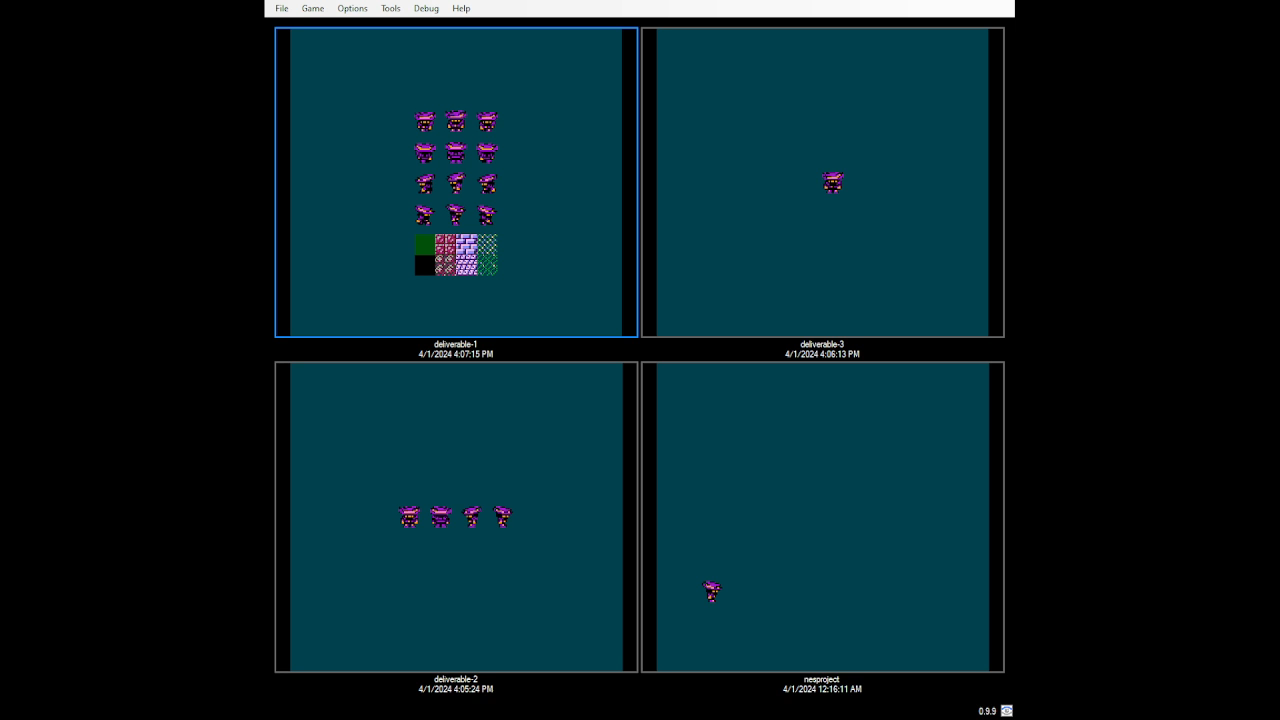 File Game Options Tools Debug Help
deliverable-1
4/1/2024 4:07:15 PM
deliverable-3
4/1/2024 4:06:13 PM
deliverable-2
4/1/2024 4:05:24 PM
nesproject
4/1/2024 12:16:11 AM
0.9.9